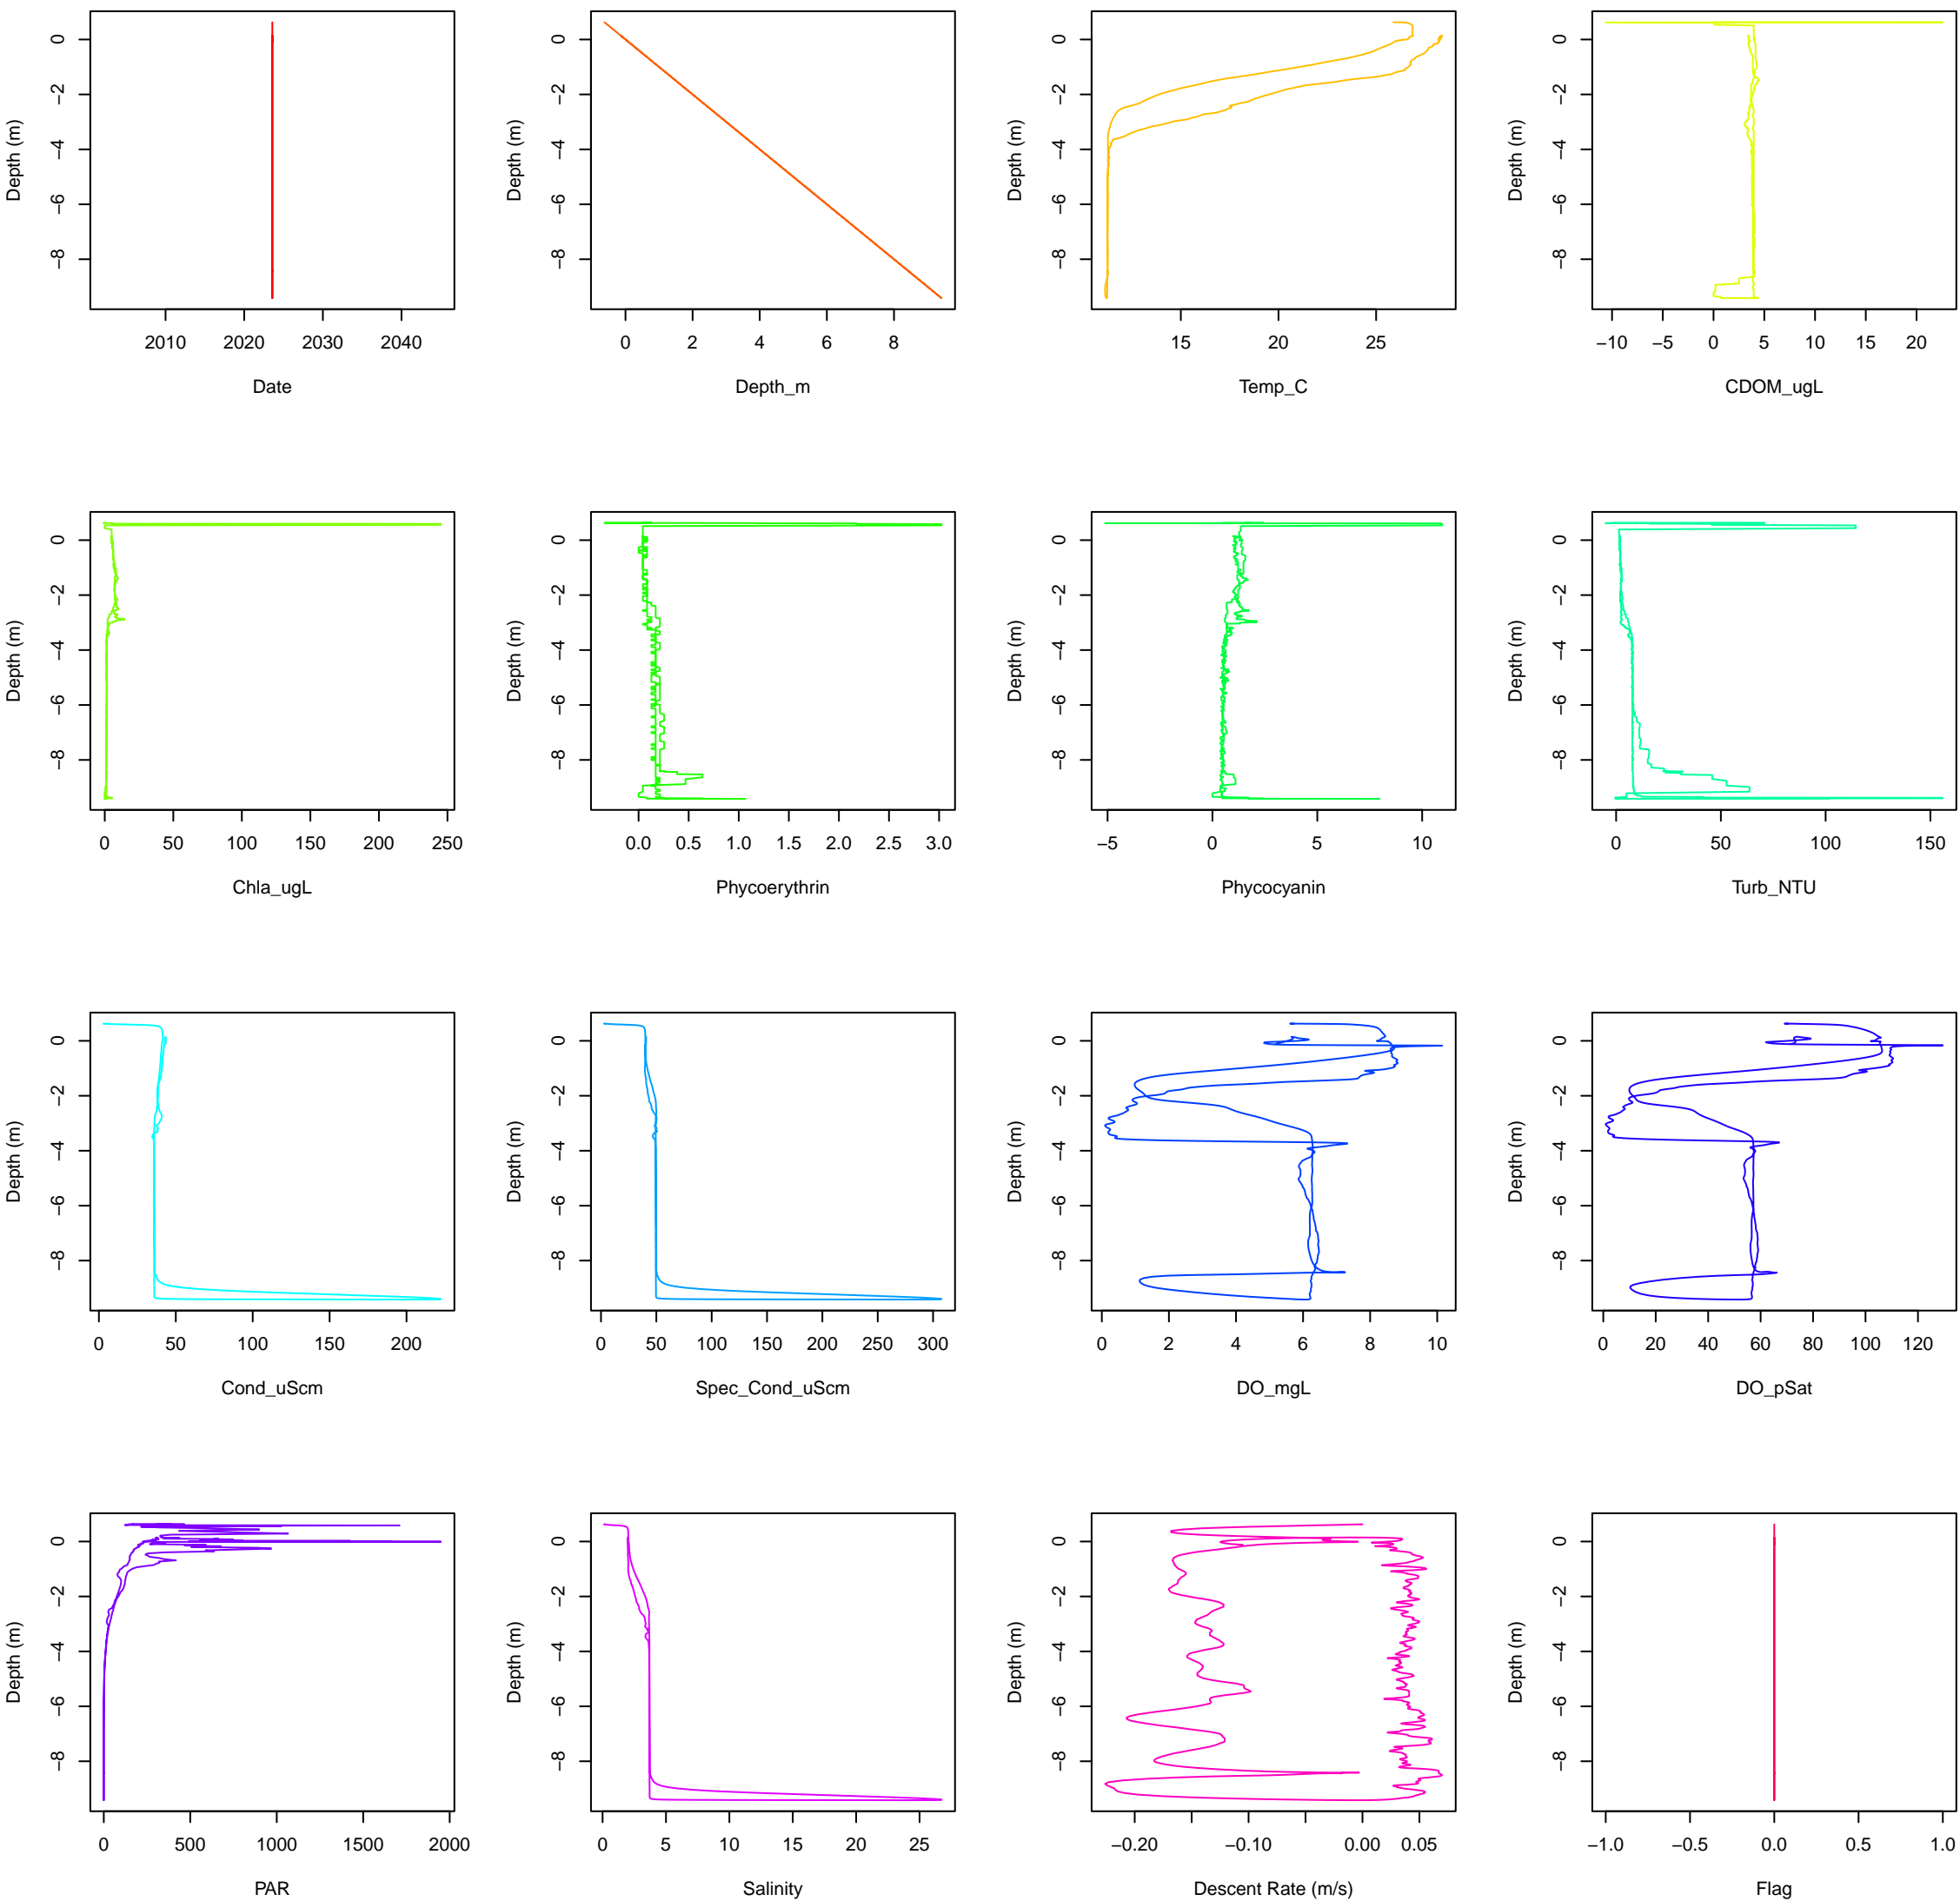 Depth (m)
0
−2
−4
−6
−8
2010 2020 2030 2040
Date
Depth (m)
0
−2
−4
−6
−8
0 2 4 6 8
Depth_m
Depth (m)
0
−2
−4
−6
−8
15 20 25
Temp_C
Depth (m)
0
−2
−4
−6
−8
−10 −5 0 5 10 15 20
CDOM_ugL
Depth (m)
0
−2
−4
−6
−8
0 50 100 150 200 250
Chla_ugL
Depth (m)
0
−2
−4
−6
−8
0.0 0.5 1.0 1.5 2.0 2.5 3.0
Phycoerythrin
Depth (m)
0
−2
−4
−6
−8
−5 0 5 10
Phycocyanin
Depth (m)
0
−2
−4
−6
−8
0 50 100 150
Turb_NTU
Depth (m)
0
−2
−4
−6
−8
0 50 100 150 200
Cond_uScm
Depth (m)
0
−2
−4
−6
−8
0 50 100 150 200 250 300
Spec_Cond_uScm
Depth (m)
0
−2
−4
−6
−8
0 2 4 6 8 10
DO_mgL
Depth (m)
0
−2
−4
−6
−8
0 20 40 60 80 100 120
DO_pSat
Depth (m)
0
−2
−4
−6
−8
0 500 1000 1500 2000
PAR
Depth (m)
0
−2
−4
−6
−8
0 5 10 15 20 25
Salinity
Depth (m)
0
−2
−4
−6
−8
−0.20 −0.10 0.00 0.05
Descent Rate (m/s)
Depth (m)
0
−2
−4
−6
−8
−1.0 −0.5 0.0 0.5 1.0
Flag